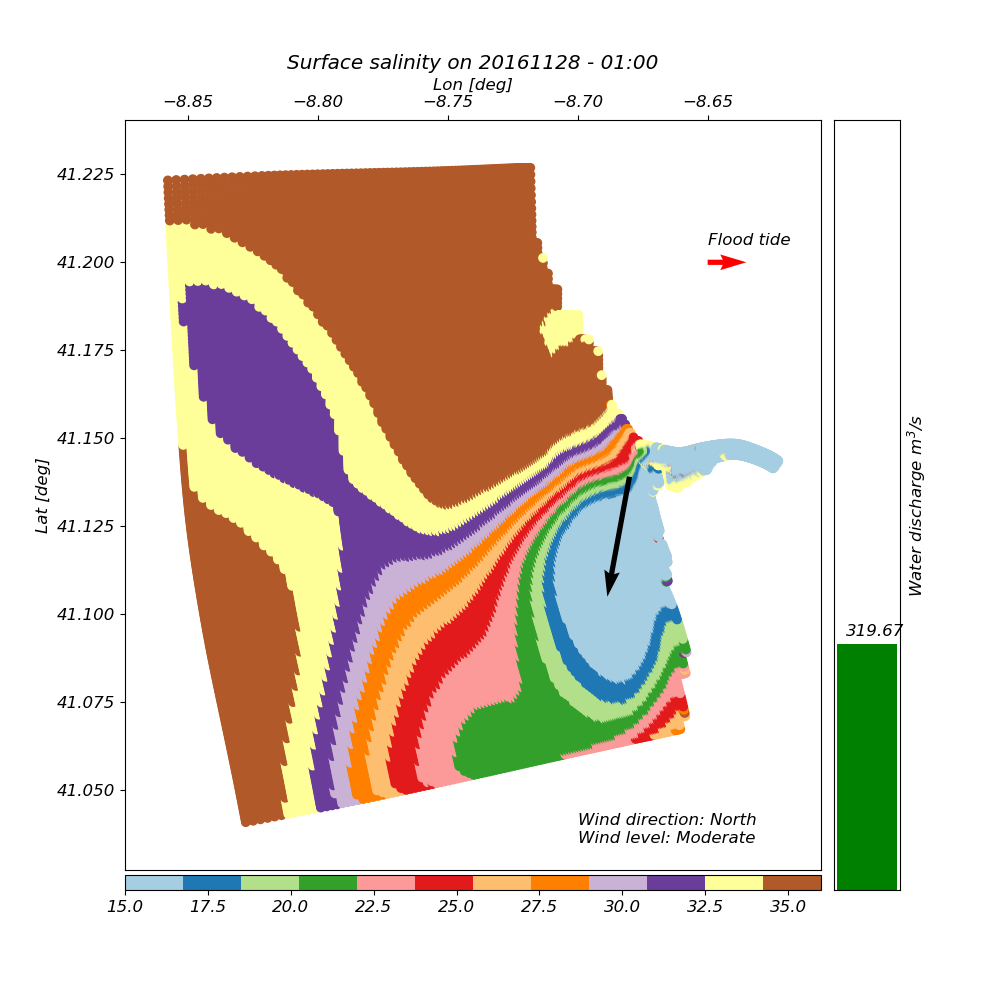 Surface salinity on 20161128 - 01:00
Lon [deg]
−8.85 −8.80 −8.75 −8.70 −8.65
41.225
41.200
41.175
41.150
41.125
41.100
41.075
41.050
Lat [deg]
Flood tide
Wind direction: North
Wind level: Moderate
15.0 17.5 20.0 22.5 25.0 27.5 30.0 32.5 35.0
319.67
Water discharge m³/s